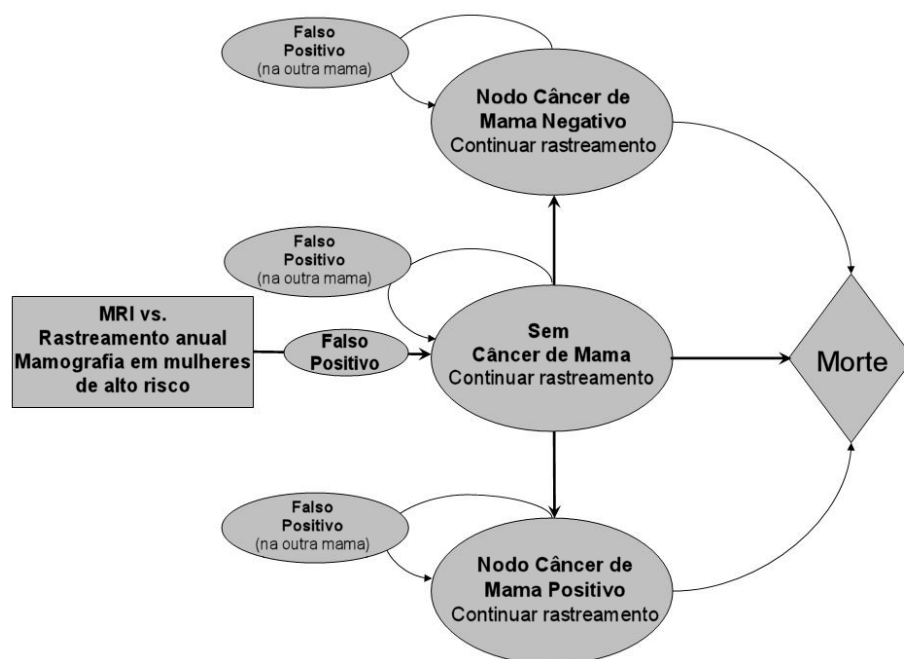 Falso
Positivo
(na outra mama)
Nodo Câncer de
Mama Negativo
Continuar rastreamento
Falso
Positivo
(na outra mama)
MRI vs.
Rastreamento anual
Mamografia em mulheres
de alto risco
Falso
Positivo
Sem
Câncer de Mama
Continuar rastreamento
Morte
Falso
Positivo
(na outra mama)
Nodo Câncer de
Mama Positivo
Continuar rastreamento